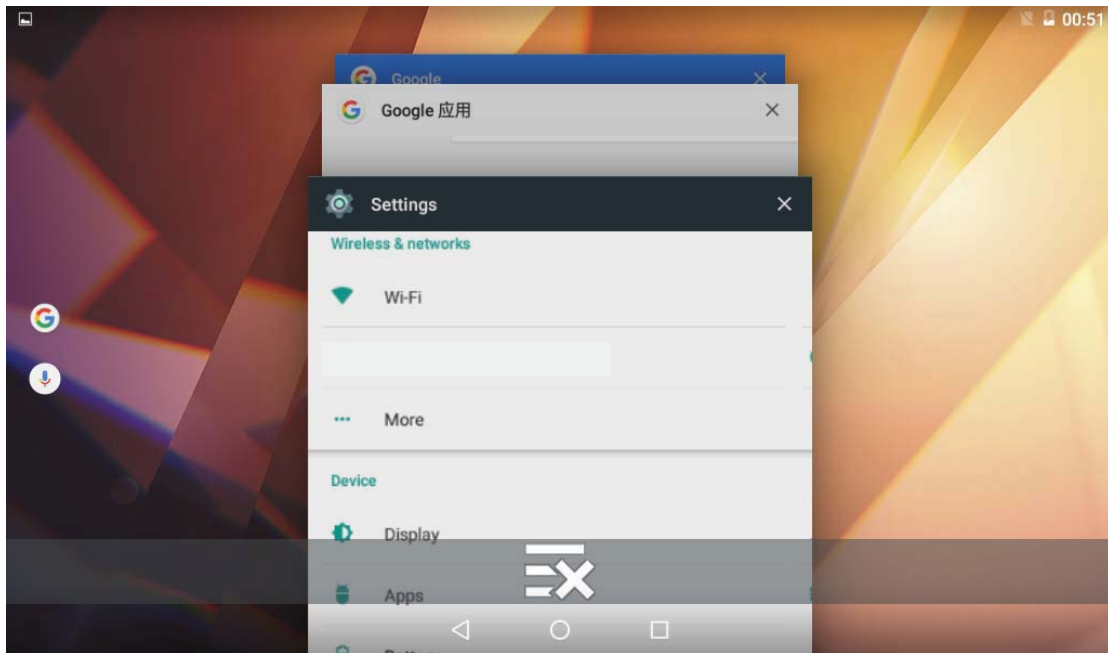 00:51
Google
Google 应用
Settings
Wireless & networks
Wi-Fi
More
Device
Display
Apps